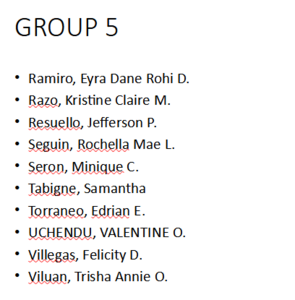 GROUP 5
• Ramiro, Eyra Dane Rohi D.
• Razo, Kristine Claire M.
• Resuello, Jefferson P.
• Seguin, Rochella Mae L.
• Seron, Minique C.
• Tabigne, Samantha
• Torraneo, Edrian E.
• UCHENDU, VALENTINE O.
• Villegas, Felicity D.
• Viluan, Trisha Annie O.